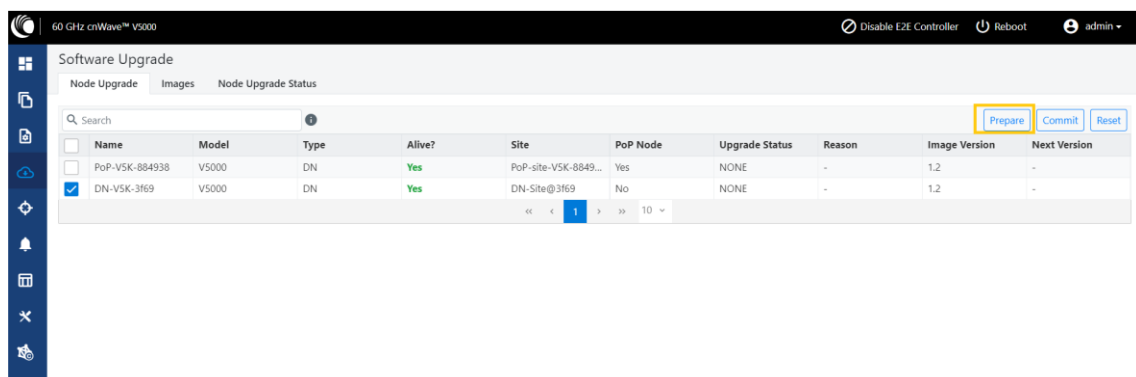 60 GHz cnWave™ V5000 Disable E2E Controller Reboot admin
Software Upgrade
Node Upgrade Images Node Upgrade Status
Search Prepare Commit Reset
Name Model Type Alive? Site PoP Node Upgrade Status Reason Image Version Next Version
PoP-V5K-884938 V5000 DN Yes PoP-site-V5K-8849... Yes NONE - 1.2 -
DN-V5K-3f69 V5000 DN Yes DN-Site@3f69 No NONE - 1.2 -
« ‹ 1 › » 10